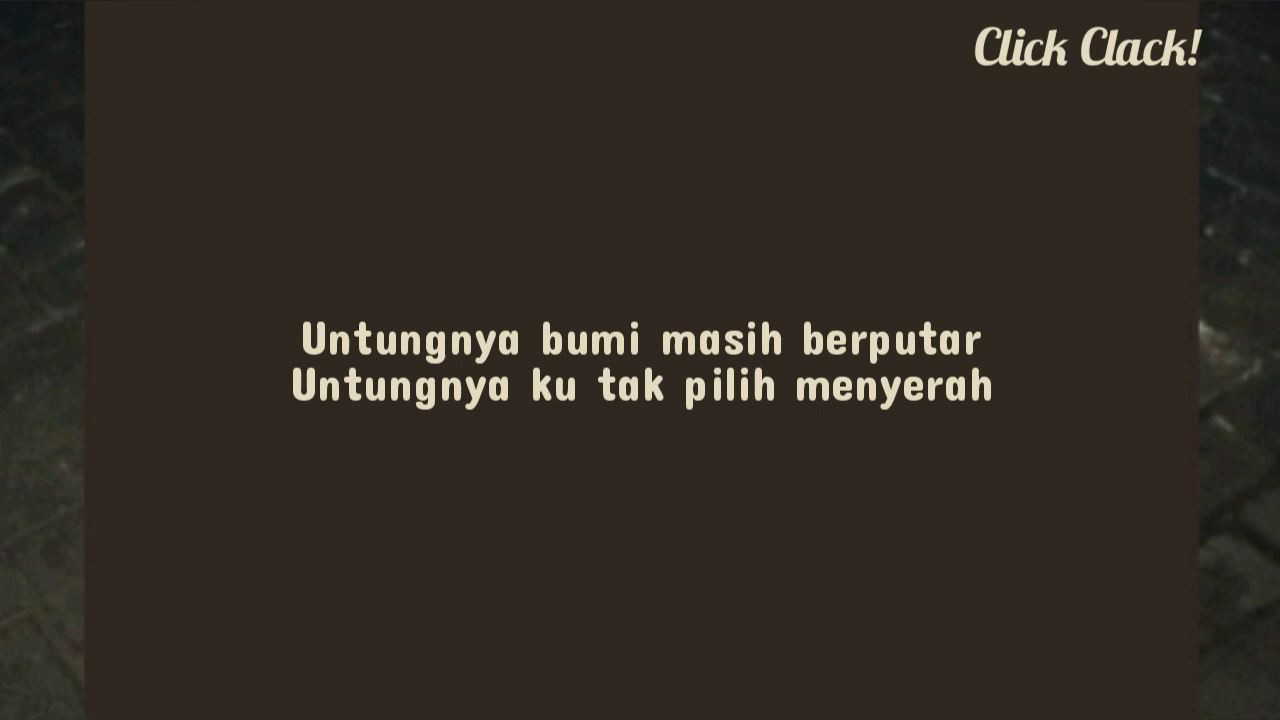 Click Clack!
Untungnya bumi masih berputar
Untungnya ku tak pilih menyerah